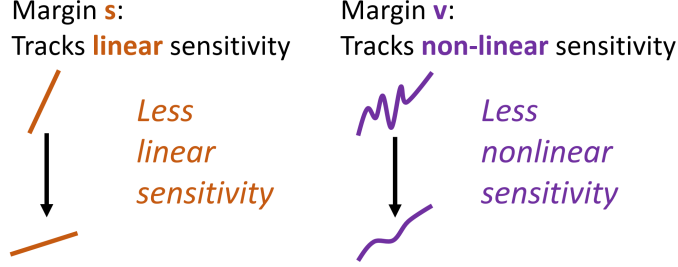 Margin s:
Tracks linear sensitivity
Less
linear
sensitivity
Margin v:
Tracks non-linear sensitivity
Less
nonlinear
sensitivity